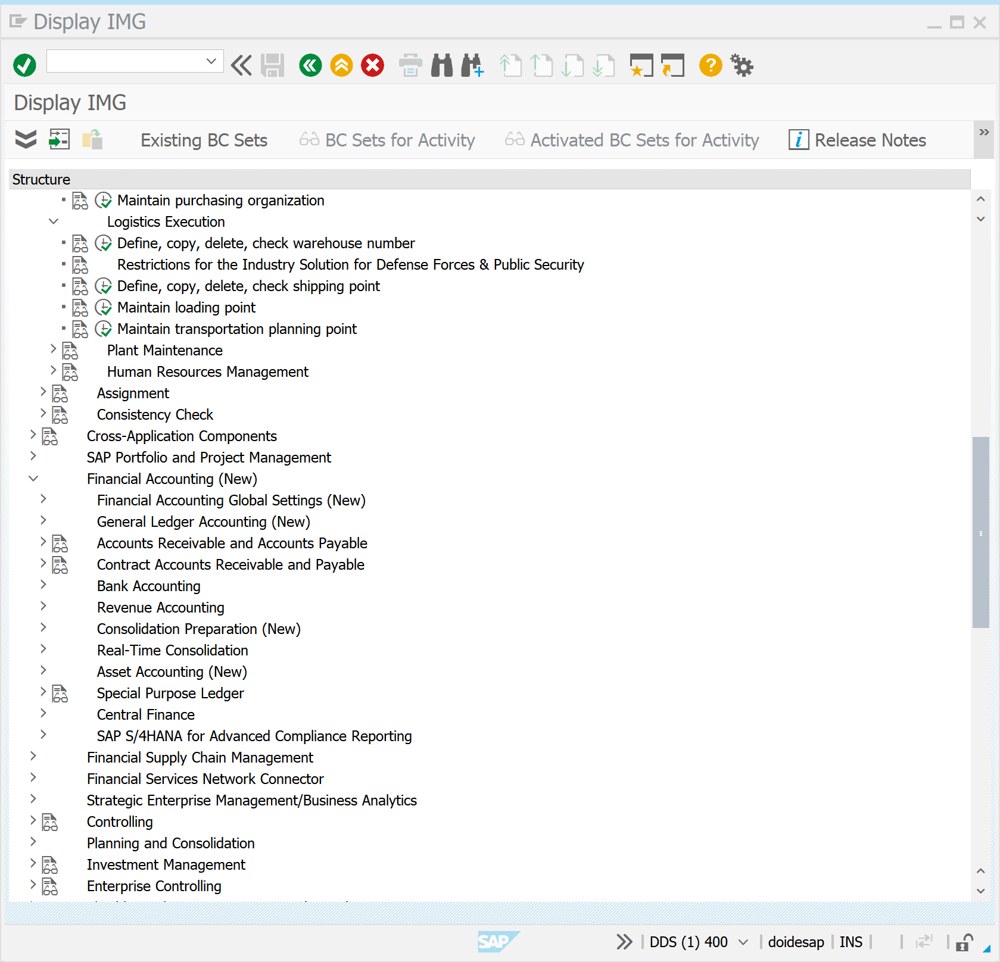 Display IMG
Display IMG
Existing BC Sets BC Sets for Activity Activated BC Sets for Activity i Release Notes
Structure
Maintain purchasing organization
Logistics Execution
Define, copy, delete, check warehouse number
Restrictions for the Industry Solution for Defense Forces & Public Security
Define, copy, delete, check shipping point
Maintain loading point
Maintain transportation planning point
Plant Maintenance
Human Resources Management
Assignment
Consistency Check
Cross-Application Components
SAP Portfolio and Project Management
Financial Accounting (New)
Financial Accounting Global Settings (New)
General Ledger Accounting (New)
Accounts Receivable and Accounts Payable
Contract Accounts Receivable and Payable
Bank Accounting
Revenue Accounting
Consolidation Preparation (New)
Real-Time Consolidation
Asset Accounting (New)
Special Purpose Ledger
Central Finance
SAP S/4HANA for Advanced Compliance Reporting
Financial Supply Chain Management
Financial Services Network Connector
Strategic Enterprise Management/Business Analytics
Controlling
Planning and Consolidation
Investment Management
Enterprise Controlling
SAP DDS (1) 400 doidesap INS